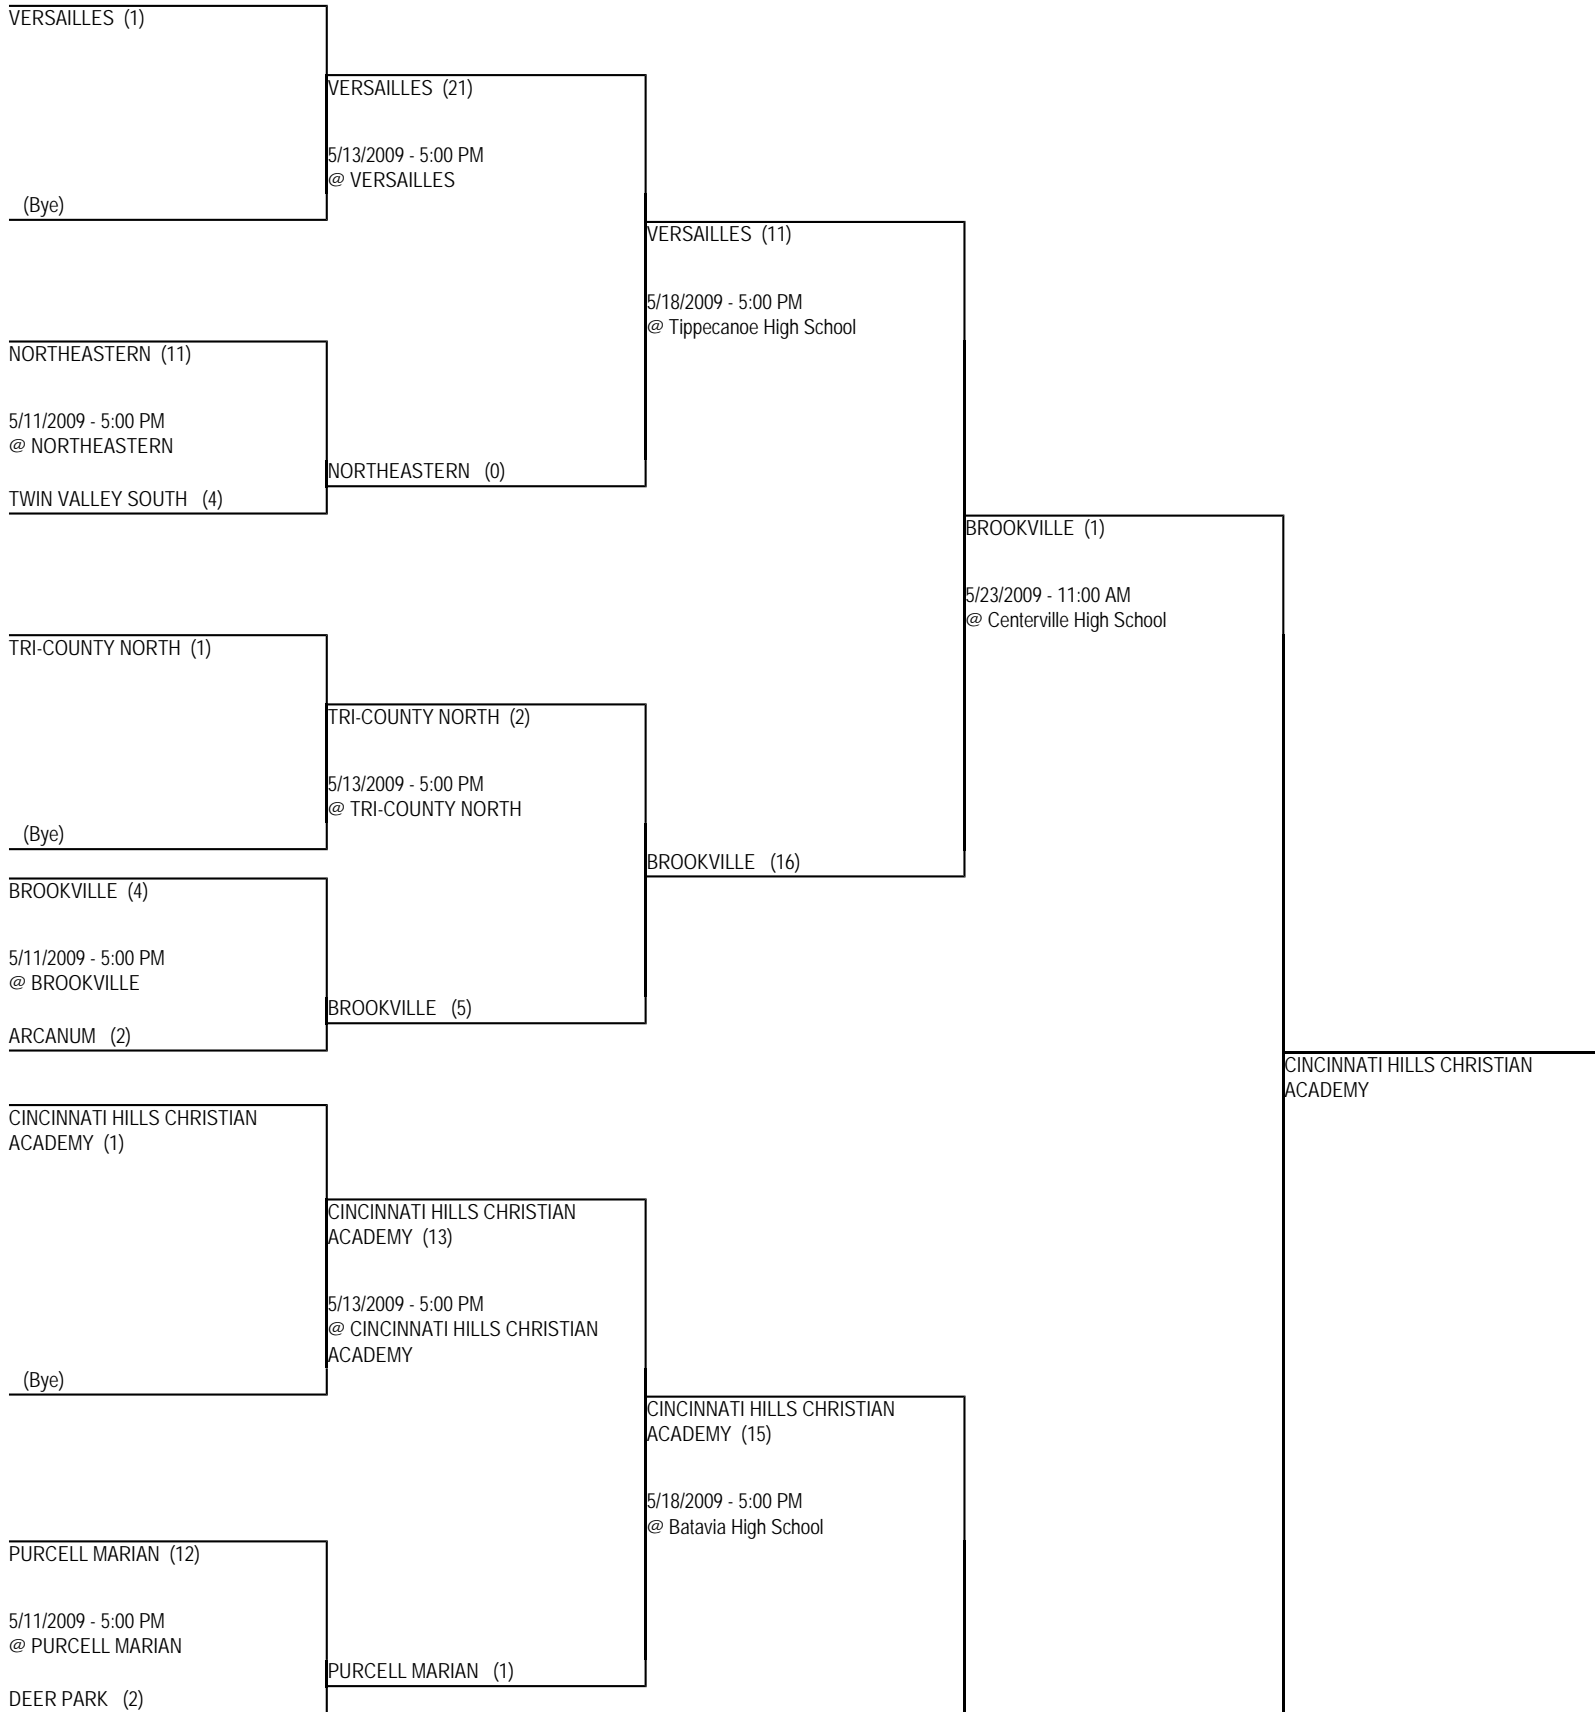 VERSAILLES (1)
VERSAILLES (21)
5/13/2009 - 5:00 PM
@ VERSAILLES
(Bye)
VERSAILLES (11)
5/18/2009 - 5:00 PM
@ Tippecanoe High School
NORTHEASTERN (11)
5/11/2009 - 5:00 PM
@ NORTHEASTERN
NORTHEASTERN (0)
TWIN VALLEY SOUTH (4)
BROOKVILLE (1)
5/23/2009 - 11:00 AM
@ Centerville High School
TRI-COUNTY NORTH (1)
TRI-COUNTY NORTH (2)
5/13/2009 - 5:00 PM
@ TRI-COUNTY NORTH
(Bye)
BROOKVILLE (16)
BROOKVILLE (4)
5/11/2009 - 5:00 PM
@ BROOKVILLE
BROOKVILLE (5)
ARCANUM (2)
CINCINNATI HILLS CHRISTIAN
ACADEMY
CINCINNATI HILLS CHRISTIAN
ACADEMY (1)
CINCINNATI HILLS CHRISTIAN
ACADEMY (13)
5/13/2009 - 5:00 PM
@ CINCINNATI HILLS CHRISTIAN
ACADEMY
(Bye)
CINCINNATI HILLS CHRISTIAN
ACADEMY (15)
5/18/2009 - 5:00 PM
@ Batavia High School
PURCELL MARIAN (12)
5/11/2009 - 5:00 PM
@ PURCELL MARIAN
PURCELL MARIAN (1)
DEER PARK (2)